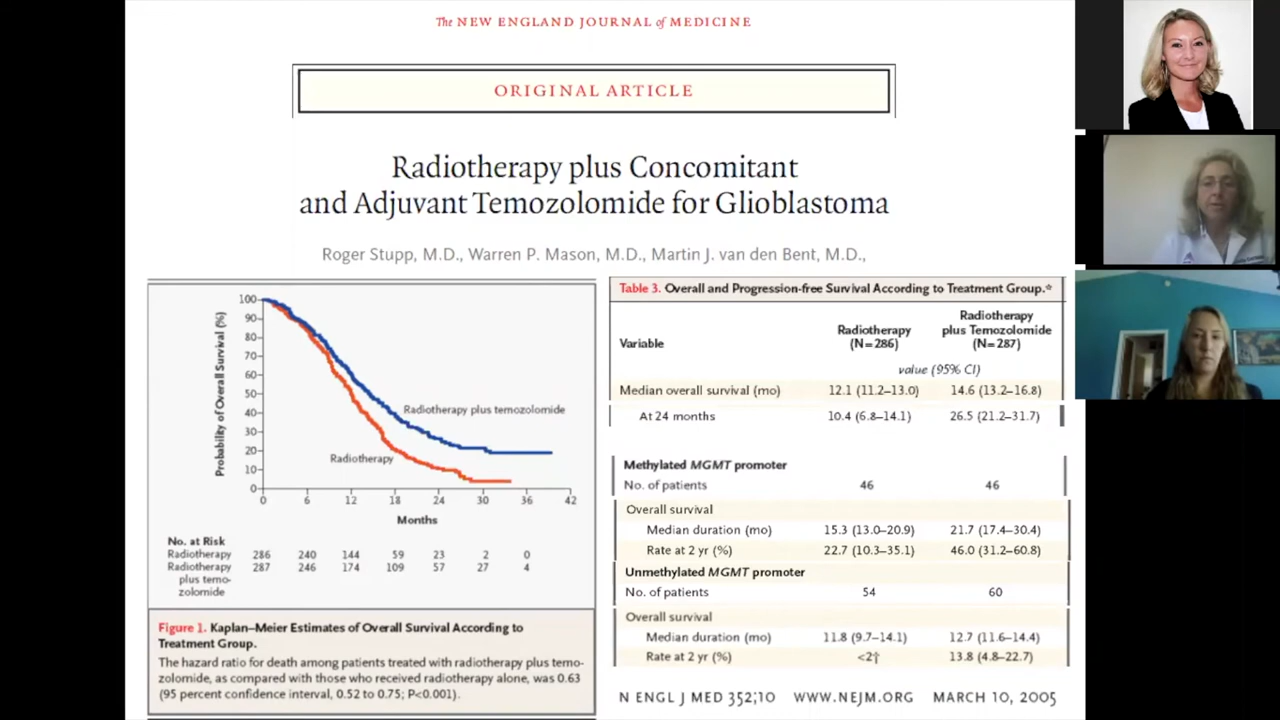 The NEW ENGLAND JOURNAL of MEDICINE
ORIGINAL ARTICLE
Radiotherapy plus Concomitant
and Adjuvant Temozolomide for Glioblastoma
Roger Stupp, M.D., Warren P. Mason, M.D., Martin J. van den Bent, M.D.,
Probability of Overall Survival (%)
100
90
80
70
60
50
40
30
20
10
0
Radiotherapy plus temozolomide
Radiotherapy
0 6 12 18 24 30 36 42
Months
No. at Risk
Radiotherapy 286 240 144 59 23 2 0
Radiotherapy 287 246 174 109 57 27 4
plus temo-
zolomide
Figure 1. Kaplan–Meier Estimates of Overall Survival According to
Treatment Group.
The hazard ratio for death among patients treated with radiotherapy plus temo-
zolomide, as compared with those who received radiotherapy alone, was 0.63
(95 percent confidence interval, 0.52 to 0.75; P<0.001).
Table 3. Overall and Progression-free Survival According to Treatment Group.*
Variable
Radiotherapy
(N=286)
Radiotherapy
plus Temozolomide
(N=287)
value (95% CI)
Median overall survival (mo) 12.1 (11.2–13.0) 14.6 (13.2–16.8)
At 24 months 10.4 (6.8–14.1) 26.5 (21.2–31.7)
Methylated MGMT promoter
No. of patients 46 46
Overall survival
Median duration (mo) 15.3 (13.0–20.9) 21.7 (17.4–30.4)
Rate at 2 yr (%) 22.7 (10.3–35.1) 46.0 (31.2–60.8)
Unmethylated MGMT promoter
No. of patients 54 60
Overall survival
Median duration (mo) 11.8 (9.7–14.1) 12.7 (11.6–14.4)
Rate at 2 yr (%) <2† 13.8 (4.8–22.7)
N ENGL J MED 352;10 WWW.NEJM.ORG MARCH 10, 2005